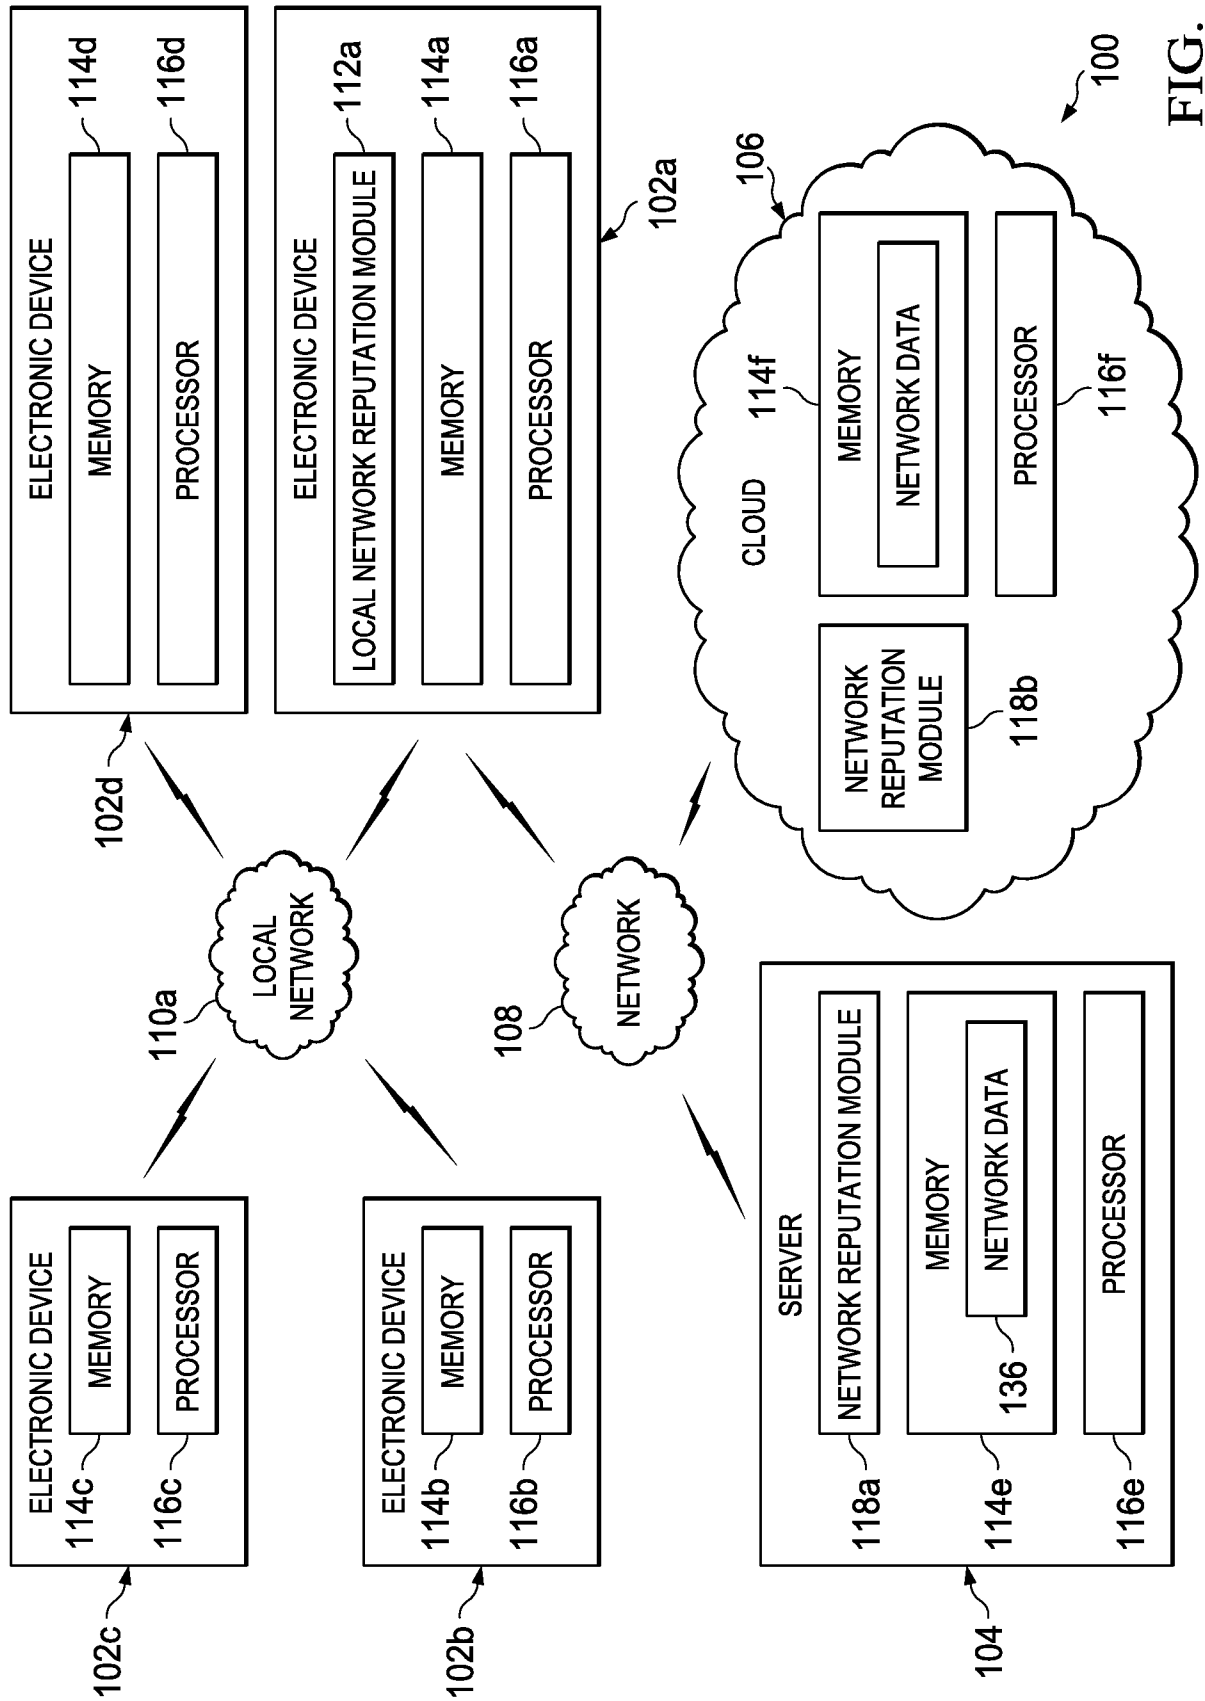 102c
ELECTRONIC DEVICE
114c
MEMORY
116c
PROCESSOR
102d
ELECTRONIC DEVICE
MEMORY
114d
PROCESSOR
116d
110a
LOCAL
NETWORK
102b
ELECTRONIC DEVICE
114b
MEMORY
116b
PROCESSOR
ELECTRONIC DEVICE
LOCAL NETWORK REPUTATION MODULE
112a
MEMORY
114a
PROCESSOR
116a
102a
108
NETWORK
104
SERVER
118a
NETWORK REPUTATION MODULE
114e
MEMORY
136
NETWORK DATA
116e
PROCESSOR
106
CLOUD
NETWORK
REPUTATION
MODULE
118b
114f
MEMORY
NETWORK DATA
PROCESSOR
116f
100
FIG.